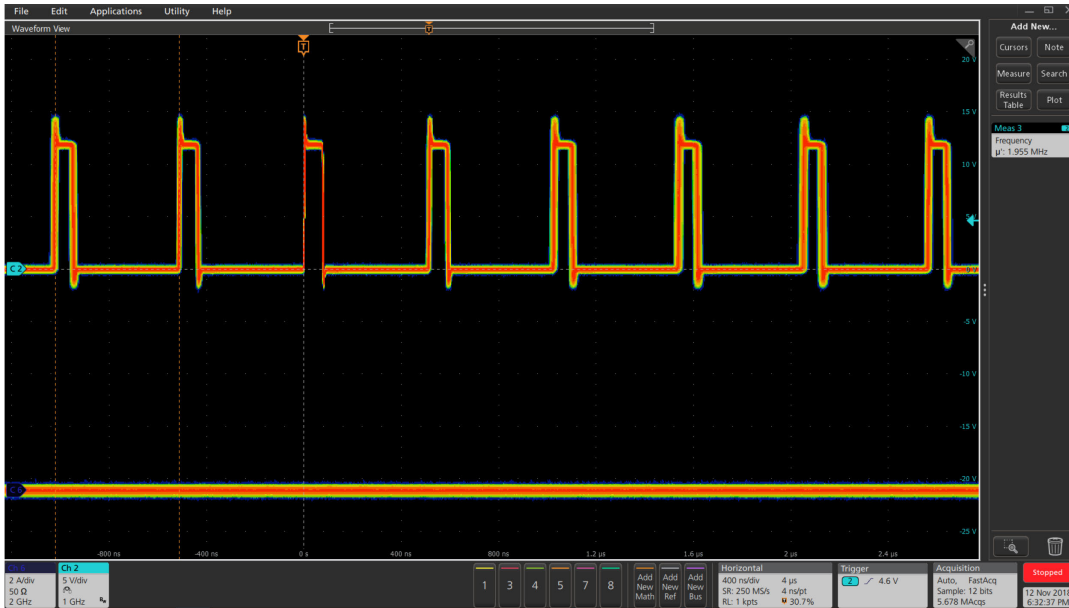 File Edit Applications Utility Help
Waveform View
T
20 V
15 V
10 V
5 V
C 2
0 V
-5 V
-10 V
-15 V
-20 V
C 6
-25 V
-800 ns -400 ns 0 s 400 ns 800 ns 1.2 µs 1.6 µs 2 µs 2.4 µs
Add New...
Cursors Note
Measure Search
Results
Table
Plot
Meas 3 2
Frequency
µ': 1.955 MHz
Ch 6
2 A/div
50 Ω
2 GHz
Ch 2
5 V/div
1 GHz
1 3 4 5 7 8
Add
New
Math
Add
New
Ref
Add
New
Bus
Horizontal
400 ns/div 4 µs
SR: 250 MS/s 4 ns/pt
RL: 1 kpts 30.7%
Trigger
2 4.6 V
Acquisition
Auto, FastAcq
Sample: 12 bits
5.678 MAcqs
Stopped
12 Nov 2018
6:32:37 PM